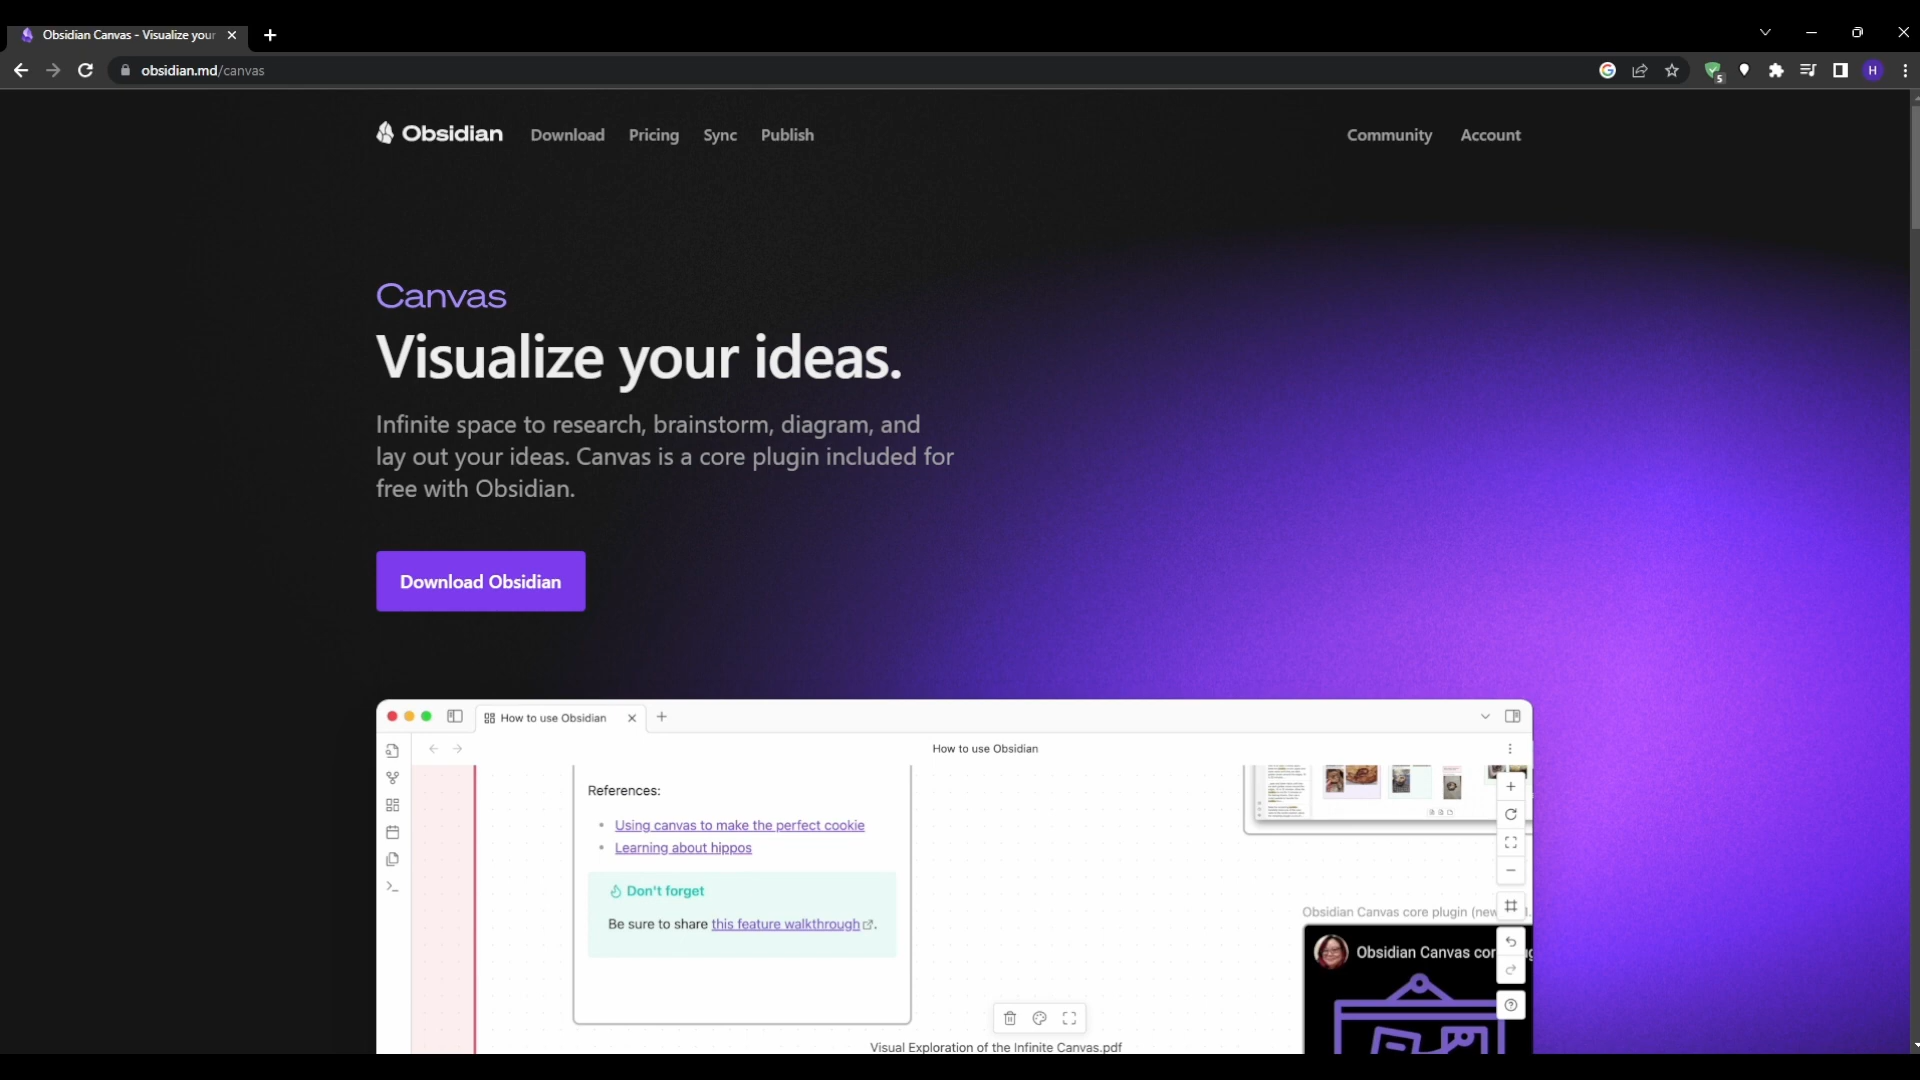 Obsidian Canvas - Visualize your
obsidian.md/canvas
5
H
Obsidian Download Pricing Sync Publish Community Account
Canvas
Visualize your ideas.
Infinite space to research, brainstorm, diagram, and
lay out your ideas. Canvas is a core plugin included for
free with Obsidian.
Download Obsidian
How to use Obsidian
How to use Obsidian
References:
• Using canvas to make the perfect cookie
• Learning about hippos
Don't forget
Be sure to share this feature walkthrough.
Obsidian Canvas core plugin (new
Obsidian Canvas cor
Visual Exploration of the Infinite Canvas.pdf